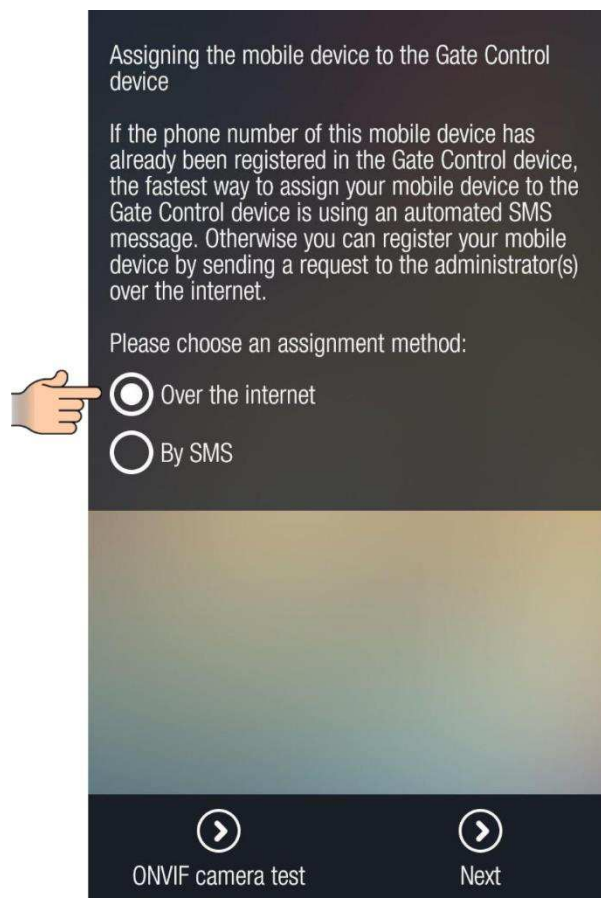 Assigning the mobile device to the Gate Control
device
If the phone number of this mobile device has
already been registered in the Gate Control device,
the fastest way to assign your mobile device to the
Gate Control device is using an automated SMS
message. Otherwise you can register your mobile
device by sending a request to the administrator(s)
over the internet.
Please choose an assignment method:
Over the internet
By SMS
ONVIF camera test
Next